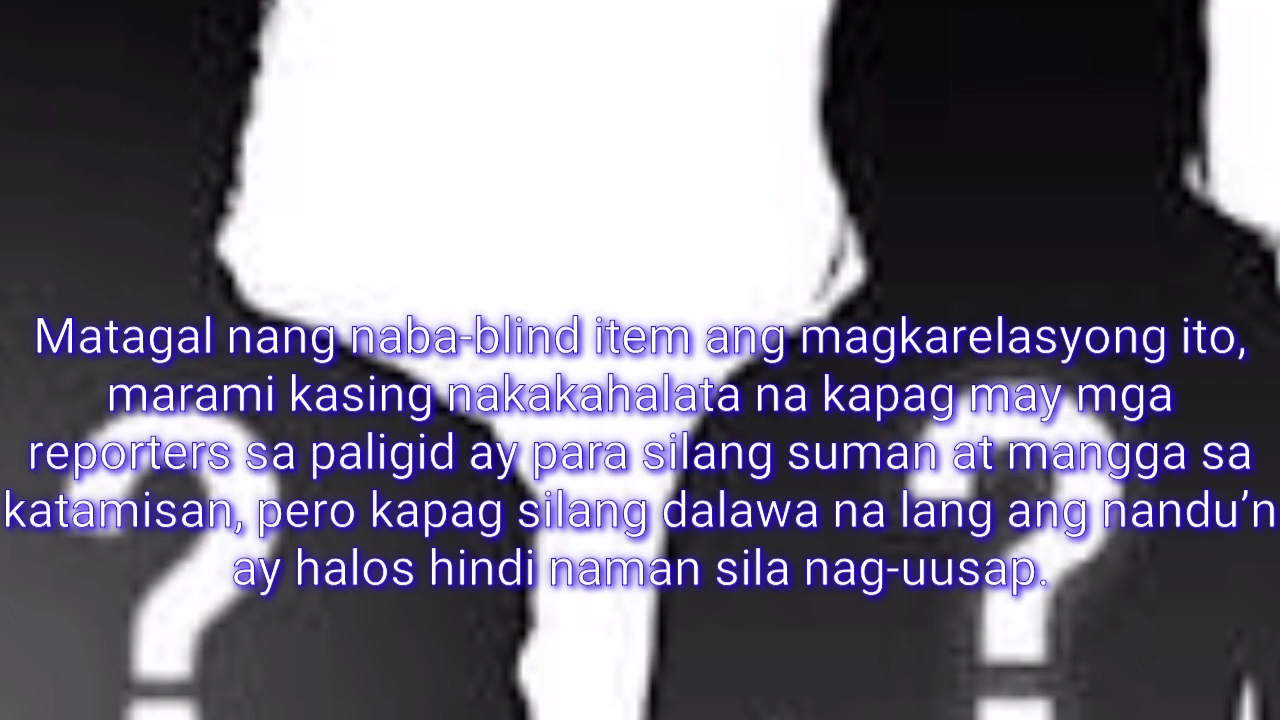 Matagal nang naba-blind item ang magkarelasyong ito,
marami kasing nakakahalata na kapag may mga
reporters sa paligid ay para silang suman at mangga sa
katamisan, pero kapag silang dalawa na lang ang nandu’n
ay halos hindi naman sila nag-uusap.
? ?